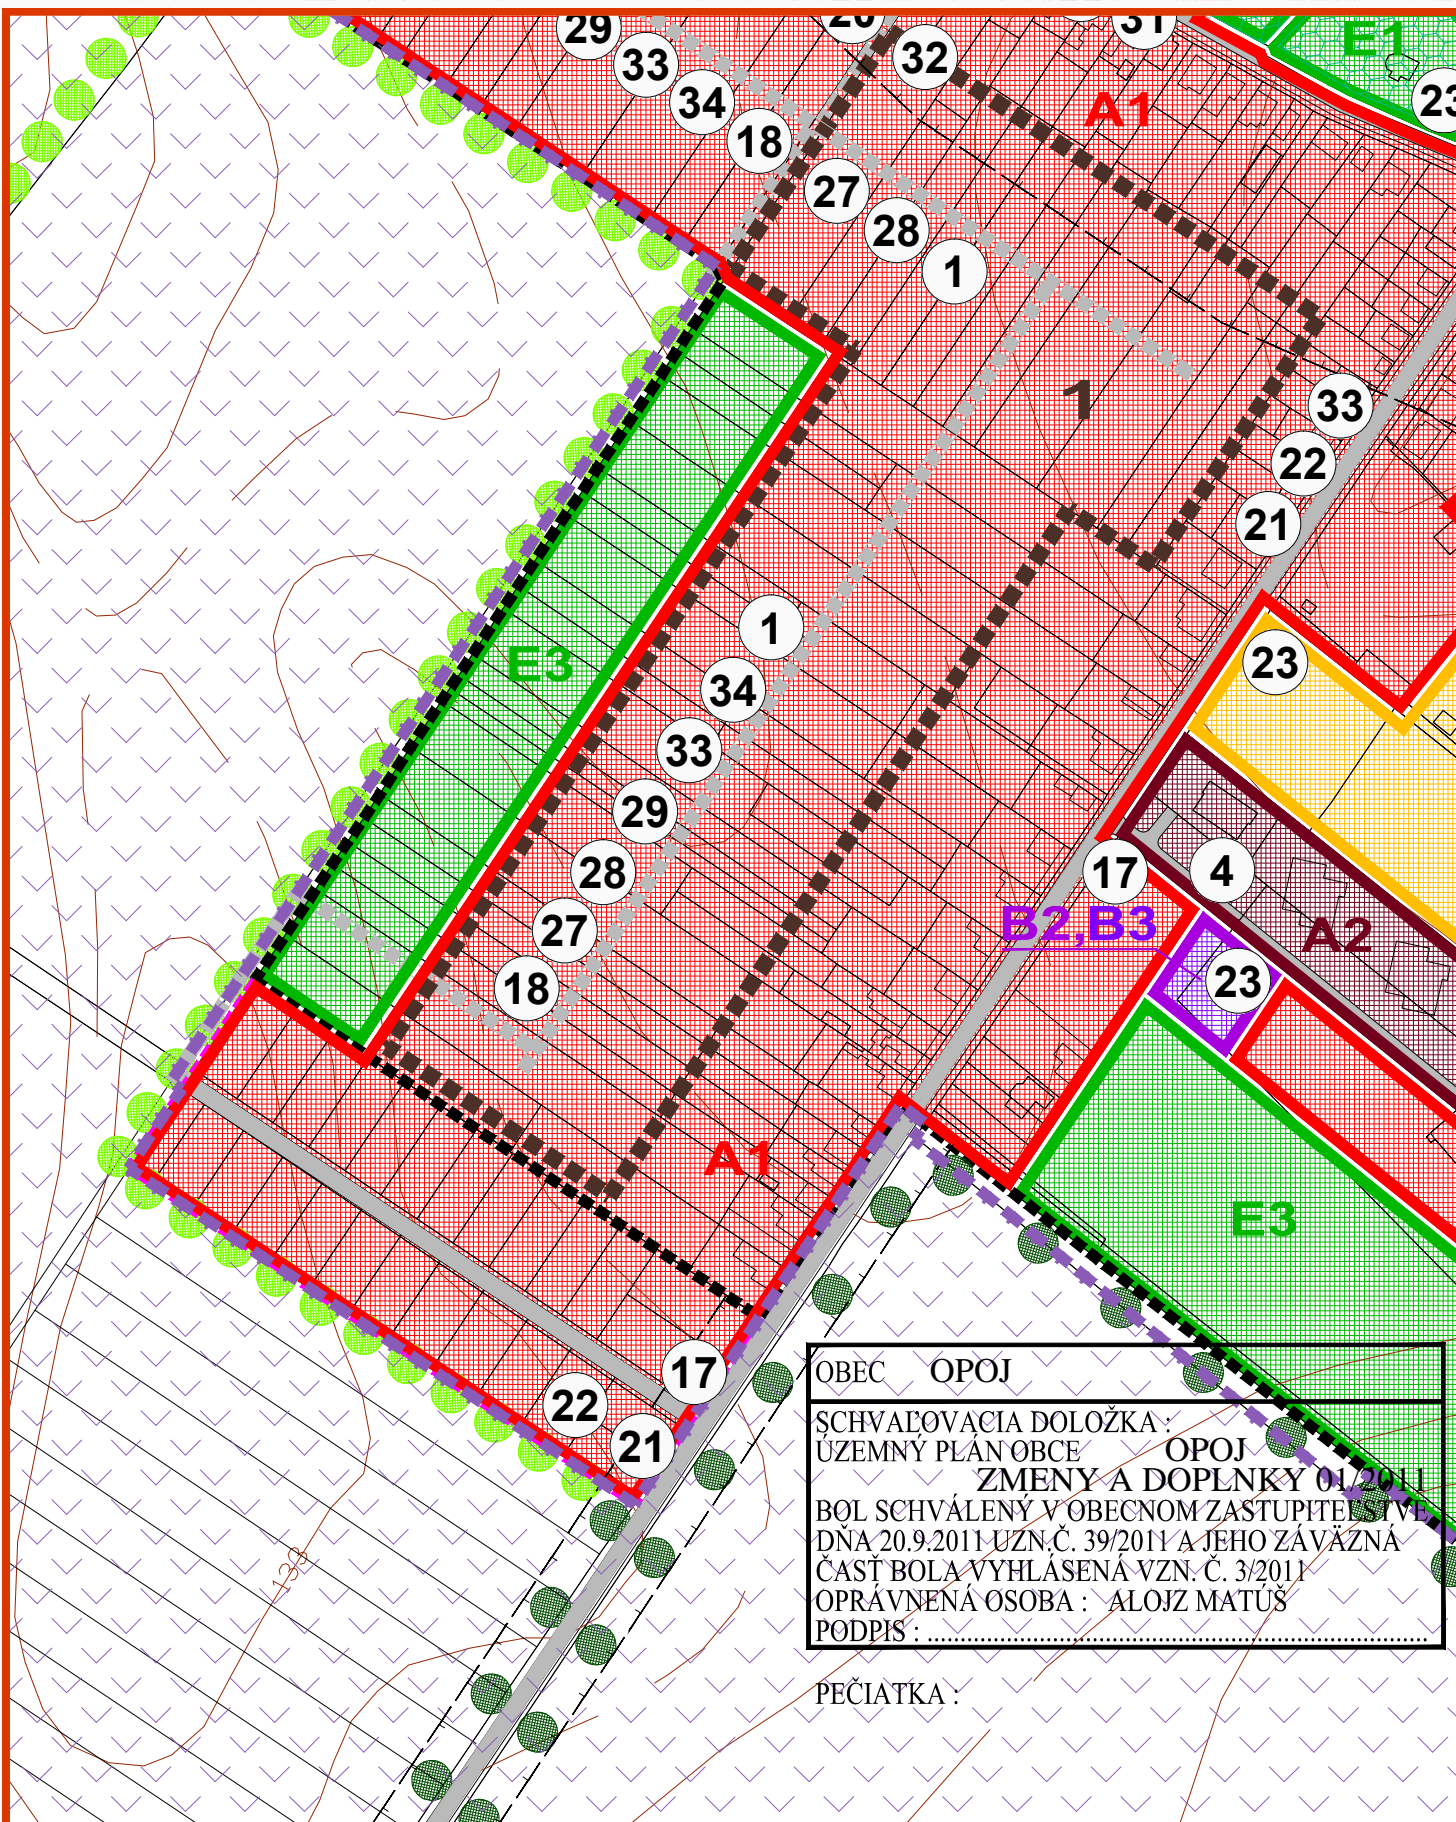 29
20
31
E1
33
32
23
34
A1
18
27
28
1
1
33
22
21
E3
1
23
34
33
29
17
4
28
B2,B3
A2
27
23
18
A1
E3
17
22
21
133
OBEC OPOJ
SCHVAĽOVACIA DOLOŽKA :
ÚZEMNÝ PLÁN OBCE OPOJ
ZMENY A DOPLNKY 01/2011
BOL SCHVÁLENÝ V OBECNOM ZASTUPITEĽSTVE
DŇA 20.9.2011 UZN.Č. 39/2011 A JEHO ZÁVÄZNÁ
ČASŤ BOLA VYHLÁSENÁ VZN. Č. 3/2011
OPRÁVNENÁ OSOBA : ALOJZ MATÚŠ
PODPIS : ....................................................................................
PEČIATKA :